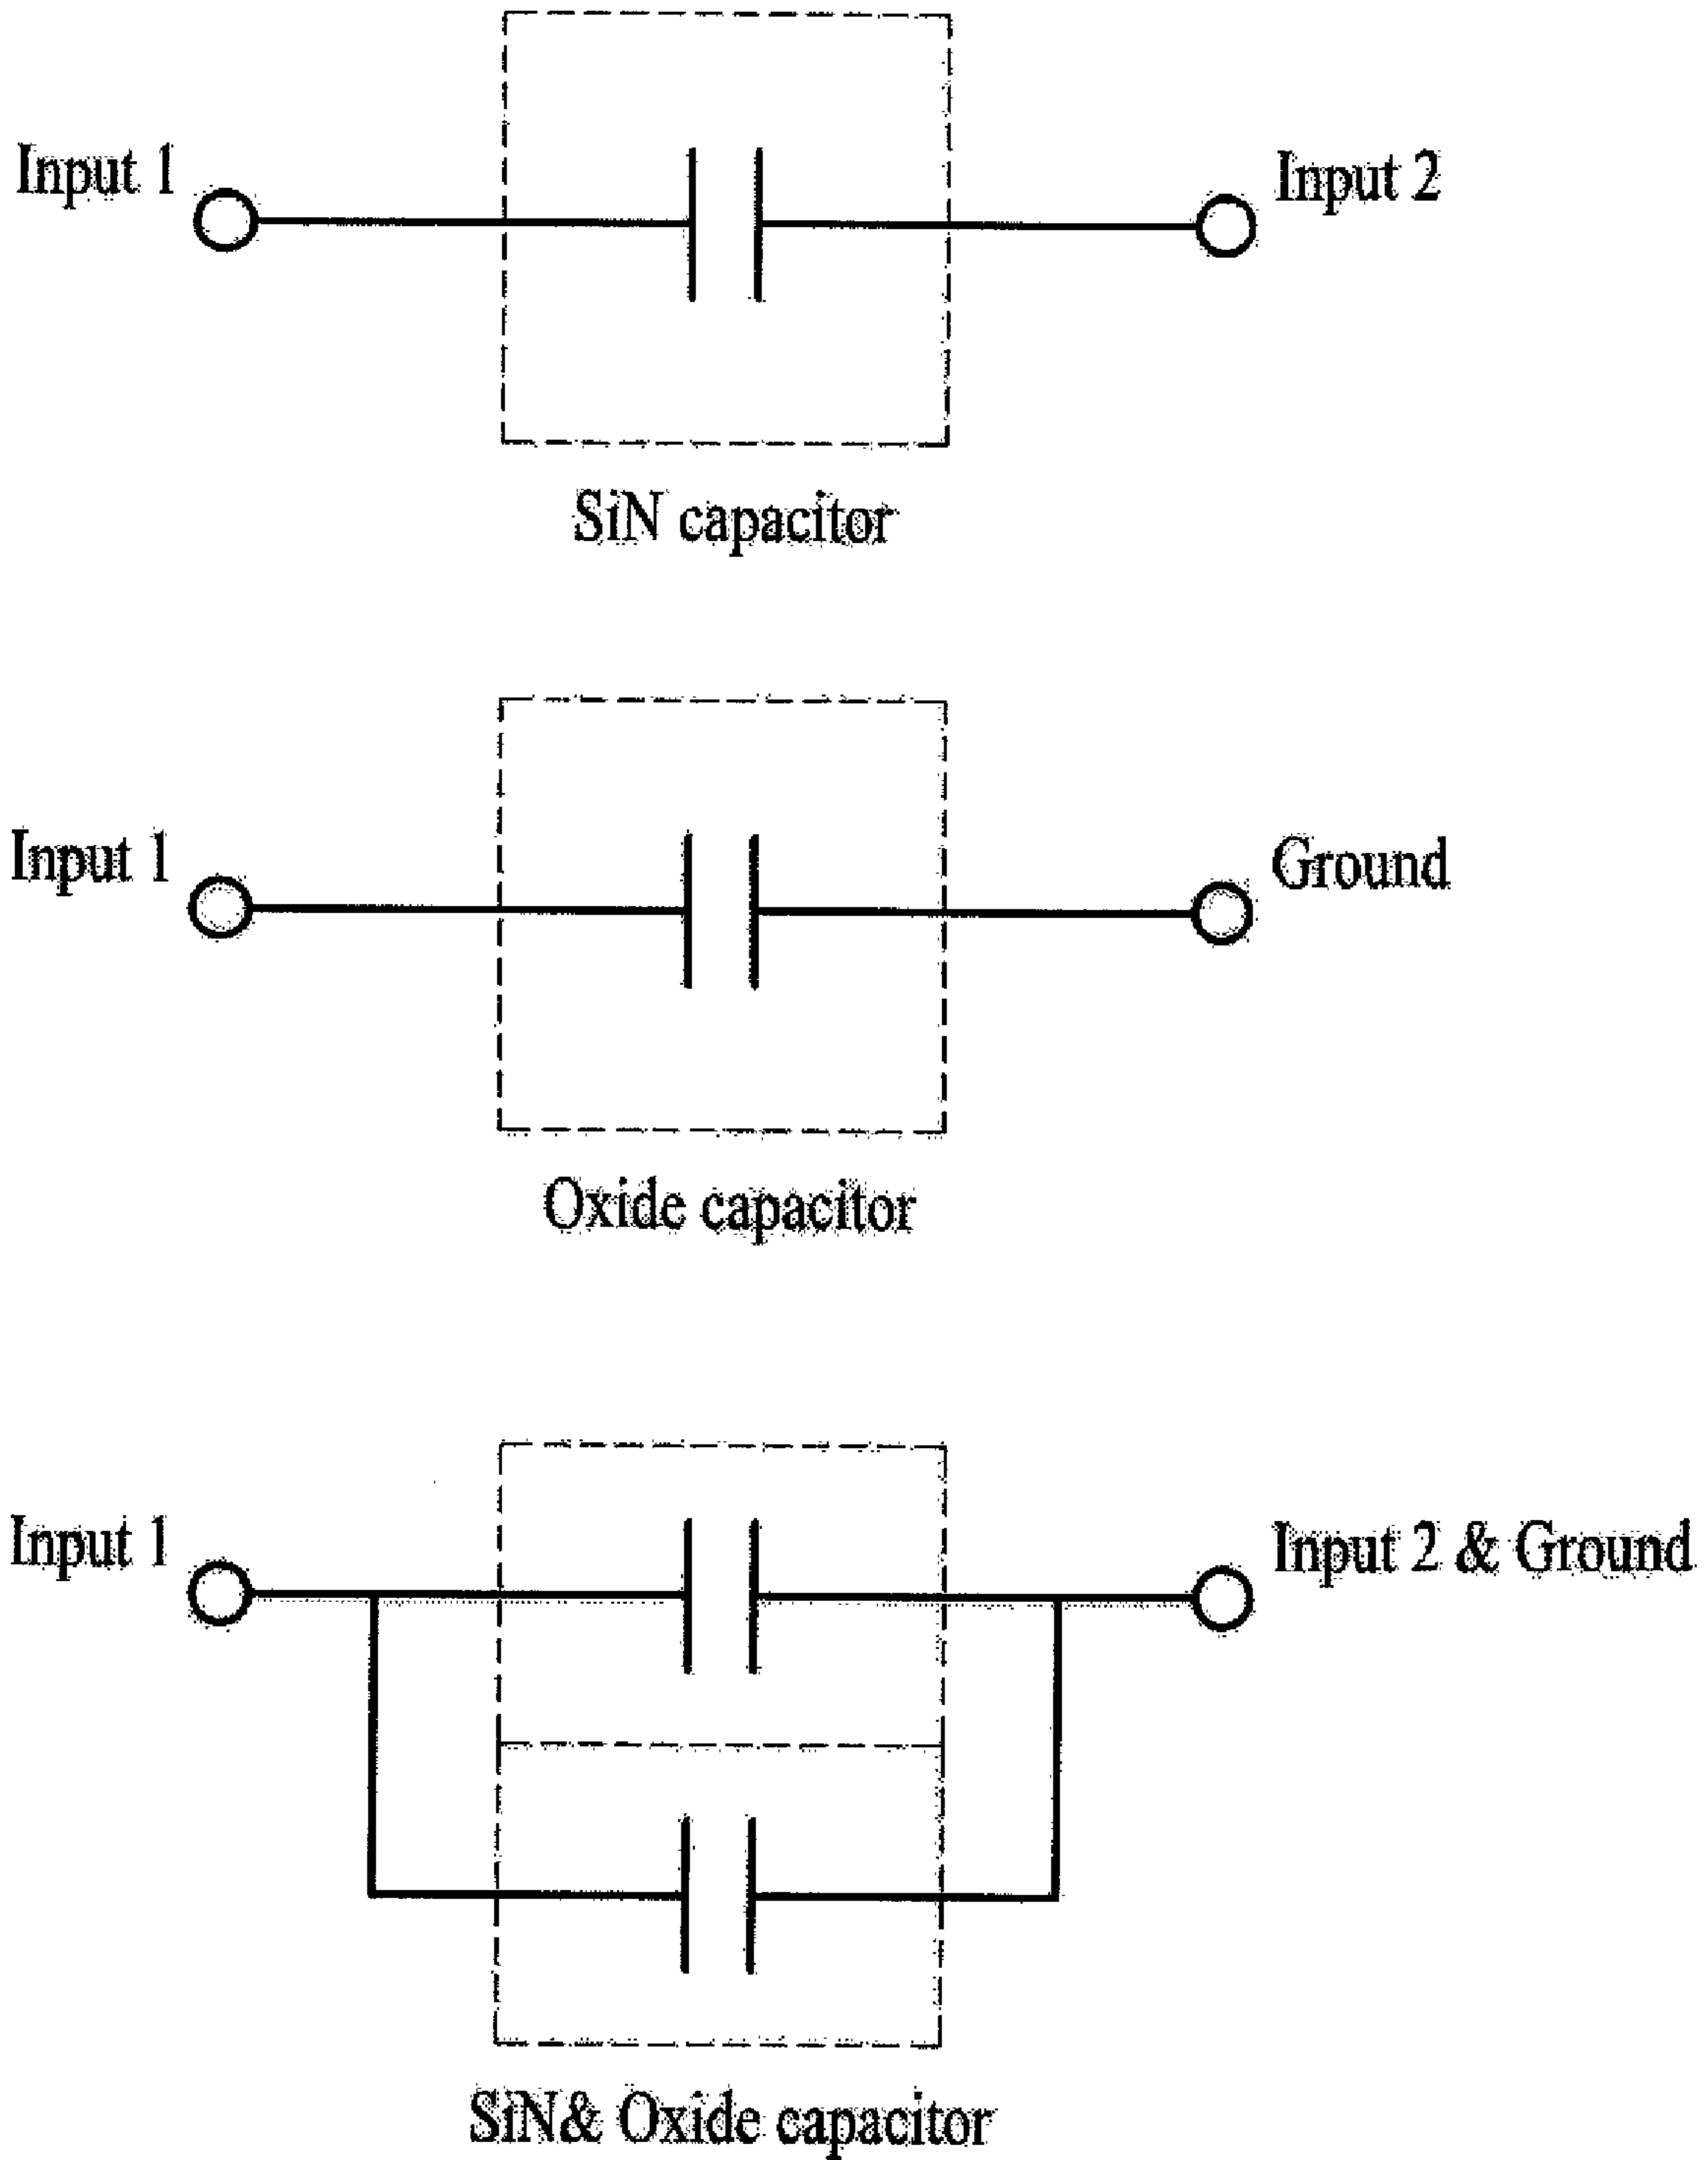 Input 1
Input 2
SiN capacitor
Input 1
Ground
Oxide capacitor
Input 1
Input 2 & Ground
SiN& Oxide capacitor